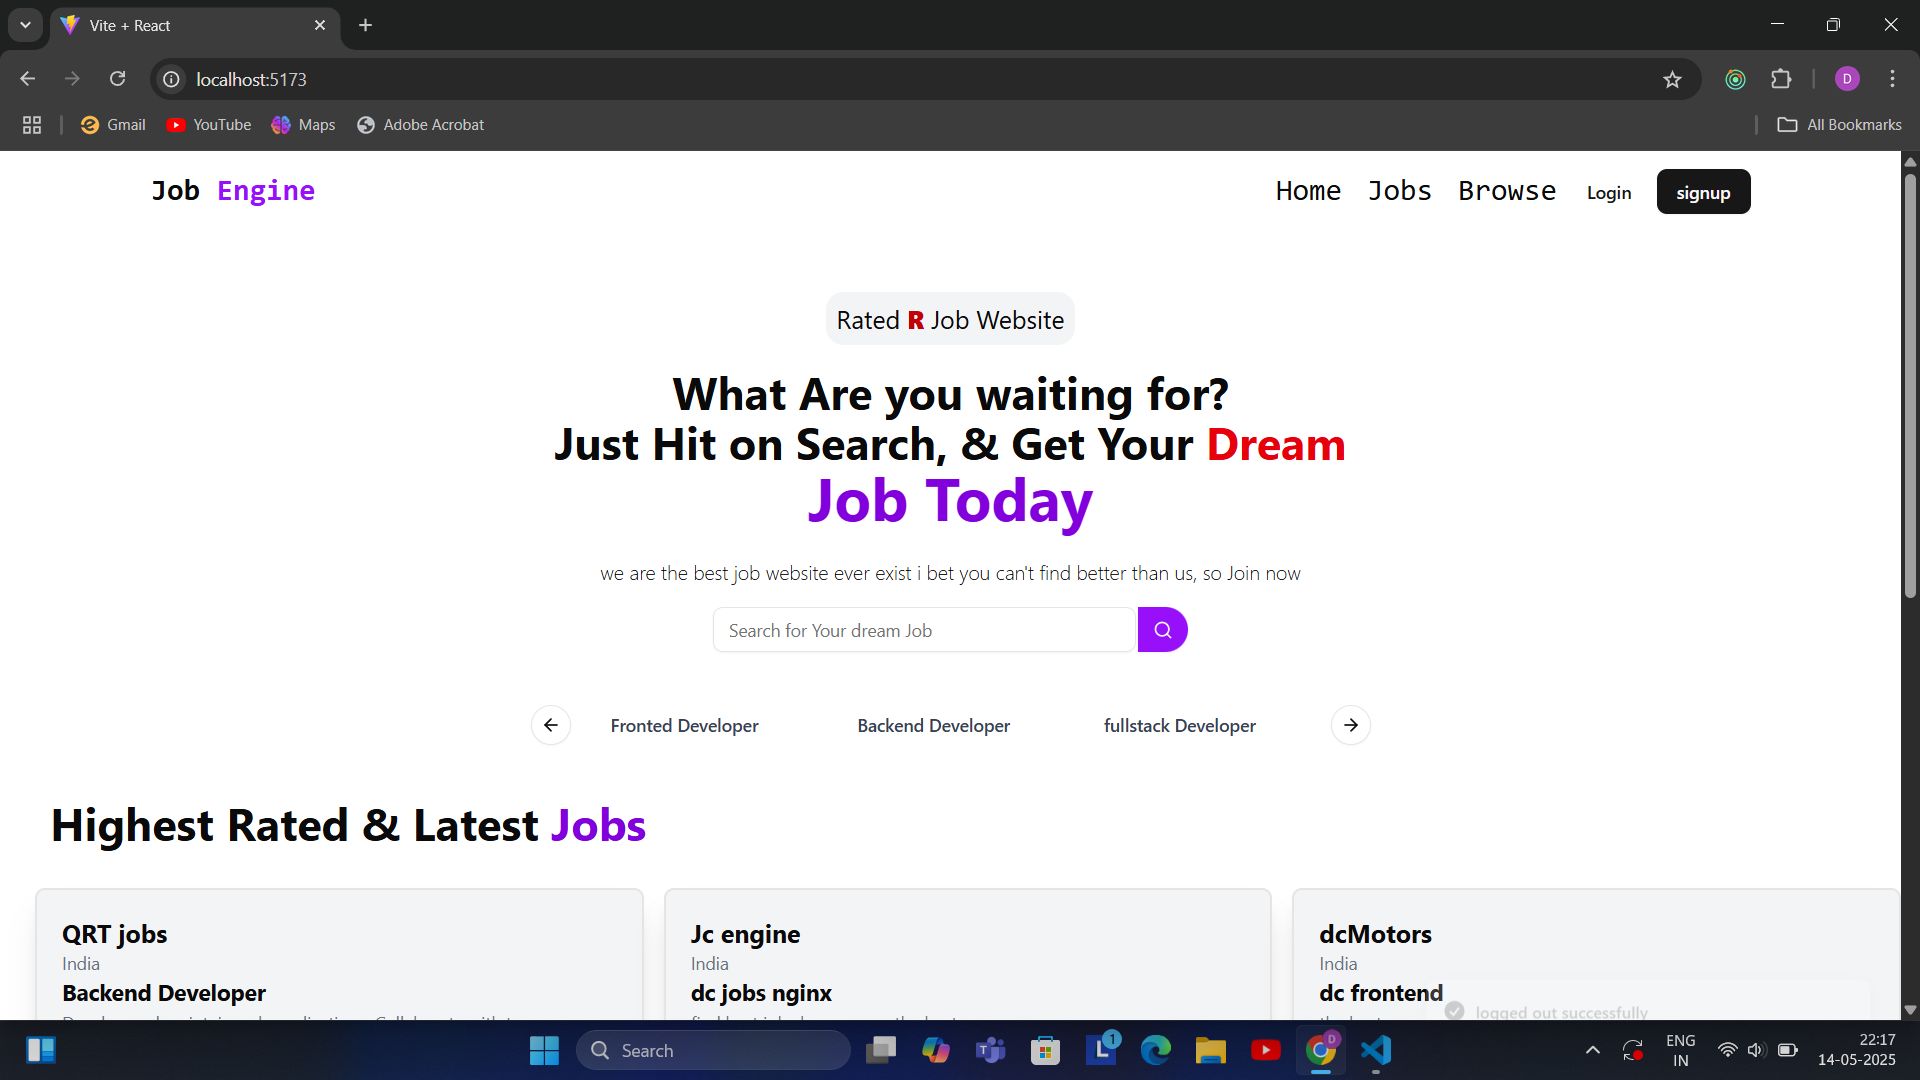 Vite + React
localhost:5173
D
Gmail YouTube Maps Adobe Acrobat All Bookmarks
Job Engine Home Jobs Browse Login signup
Rated R Job Website
What Are you waiting for?
Just Hit on Search, & Get Your Dream
Job Today
we are the best job website ever exist i bet you can't find better than us, so Join now
Search for Your dream Job
Fronted Developer Backend Developer fullstack Developer
Highest Rated & Latest Jobs
QRT jobs
India
Backend Developer
Jc engine
India
dc jobs nginx
dcMotors
India
dc frontend
logged out successfully
Search
T
L
1
D
ENG
IN
22:17
14-05-2025